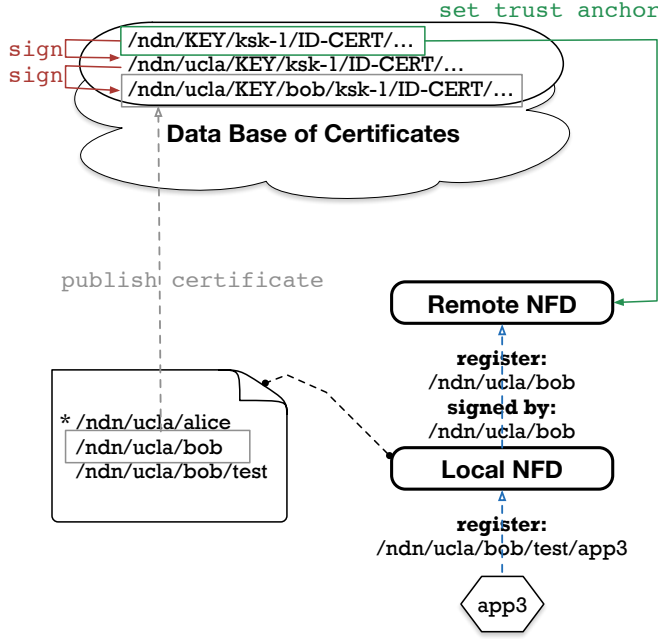 set trust anchor
sign
sign
/ndn/KEY/ksk-1/ID-CERT/...
/ndn/ucla/KEY/ksk-1/ID-CERT/...
/ndn/ucla/KEY/bob/ksk-1/ID-CERT/...
Data Base of Certificates
publish certificate
Remote NFD
register:
/ndn/ucla/bob
signed by:
/ndn/ucla/bob
* /ndn/ucla/alice
/ndn/ucla/bob
/ndn/ucla/bob/test
Local NFD
register:
/ndn/ucla/bob/test/app3
app3